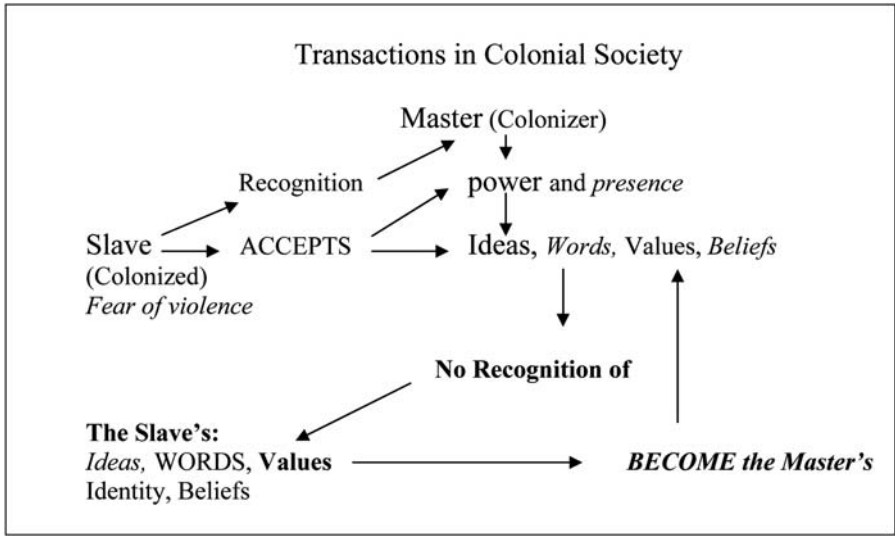 Transactions in Colonial Society
Master (Colonizer)
Recognition
power and presence
Slave
ACCEPTS
Ideas, Words, Values, Beliefs
(Colonized)
Fear of violence
No Recognition of
The Slave’s:
Ideas, WORDS, Values
BECOME the Master’s
Identity, Beliefs